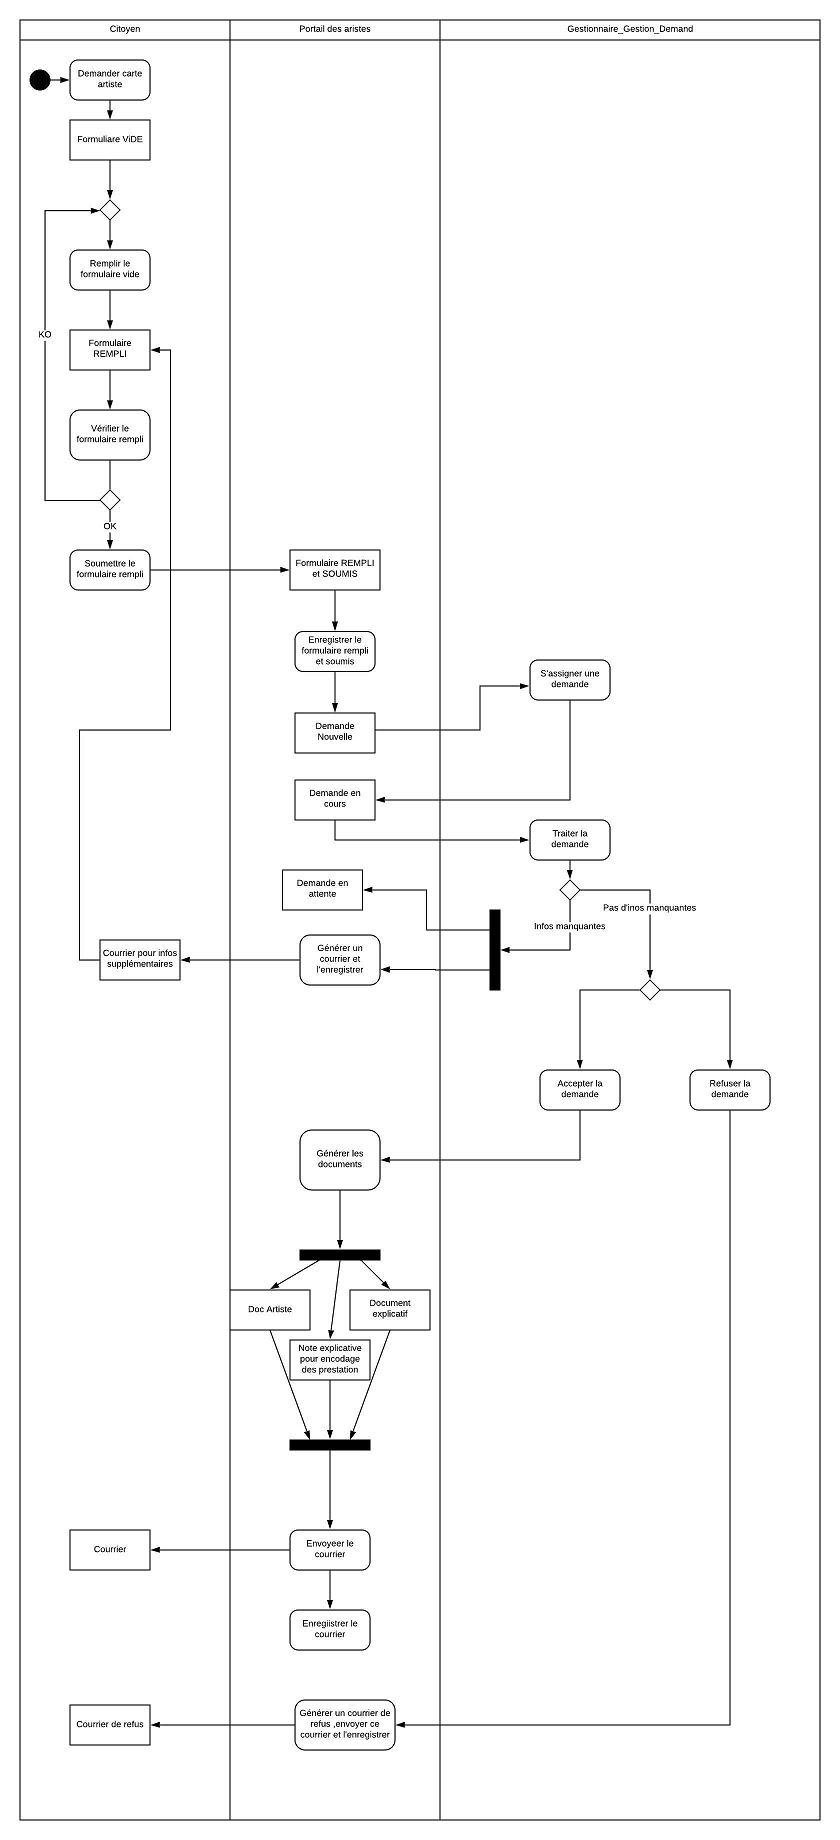 Citoyen
Portail des aristes
Gestionnaire_Gestion_Demand
Demander carte
artiste
Formuliare ViDE
Remplir le
formulaire vide
KO
Formulaire
REMPLI
Vérifier le
formulaire rempli
OK
Soumettre le
formulaire rempli
Formulaire REMPLI
et SOUMIS
Enregistrer le
formulaire rempli
et soumis
S'assigner une
demande
Demande
Nouvelle
Demande en
cours
Traiter la
demande
Demande en
attente
Pas d'inos manquantes
Infos manquantes
Courrier pour infos
supplémentaires
Générer un
courrier et
l'enregistrer
Accepter la
demande
Refuser la
demande
Générer les
documents
Doc Artiste
Document
explicatif
Note explicative
pour encodage
des prestation
Courrier
Envoyeer le
courrier
Enregiistrer le
courrier
Courrier de refus
Générer un courrier de
refus ,envoyer ce
courrier et l'enregistrer